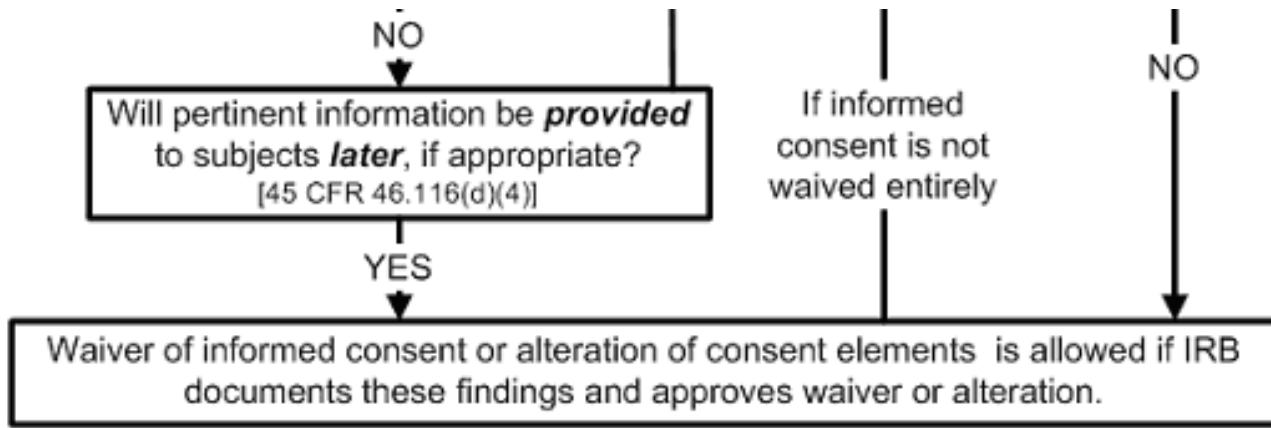 NO
Will pertinent information be provided
to subjects later, if appropriate?
[45 CFR 46.116(d)(4)]
YES
If informed
consent is not
waived entirely
NO
Waiver of informed consent or alteration of consent elements is allowed if IRB
documents these findings and approves waiver or alteration.